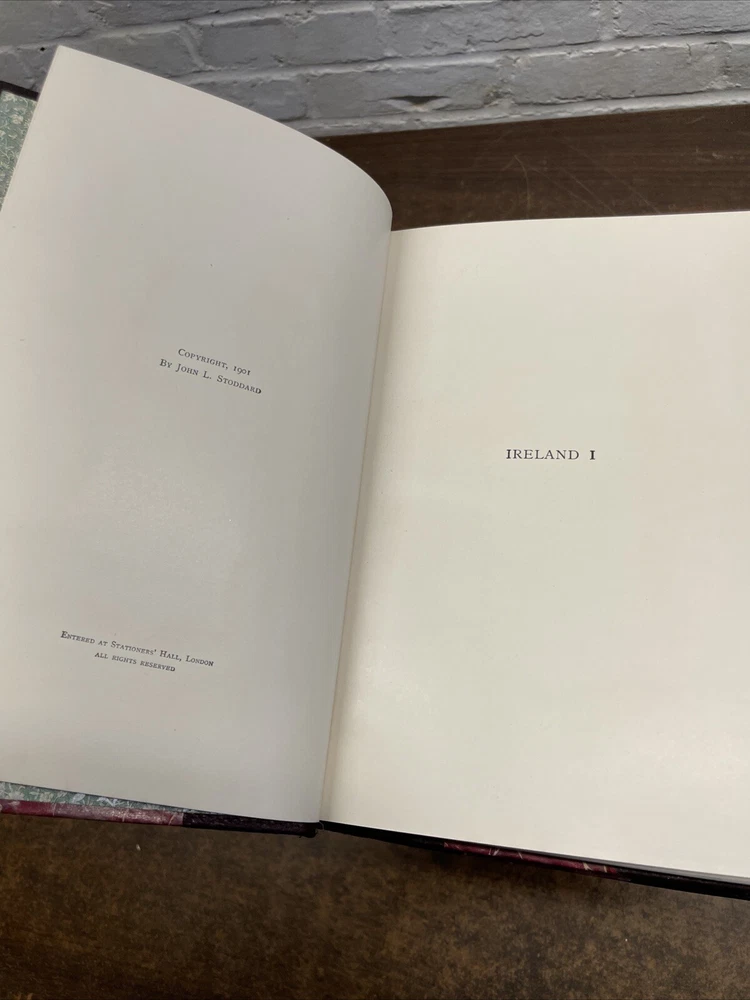 COPYRIGHT, 1901
BY JOHN L. STODDARD
ENTERED AT STATIONERS' HALL, LONDON
ALL RIGHTS RESERVED
IRELAND I